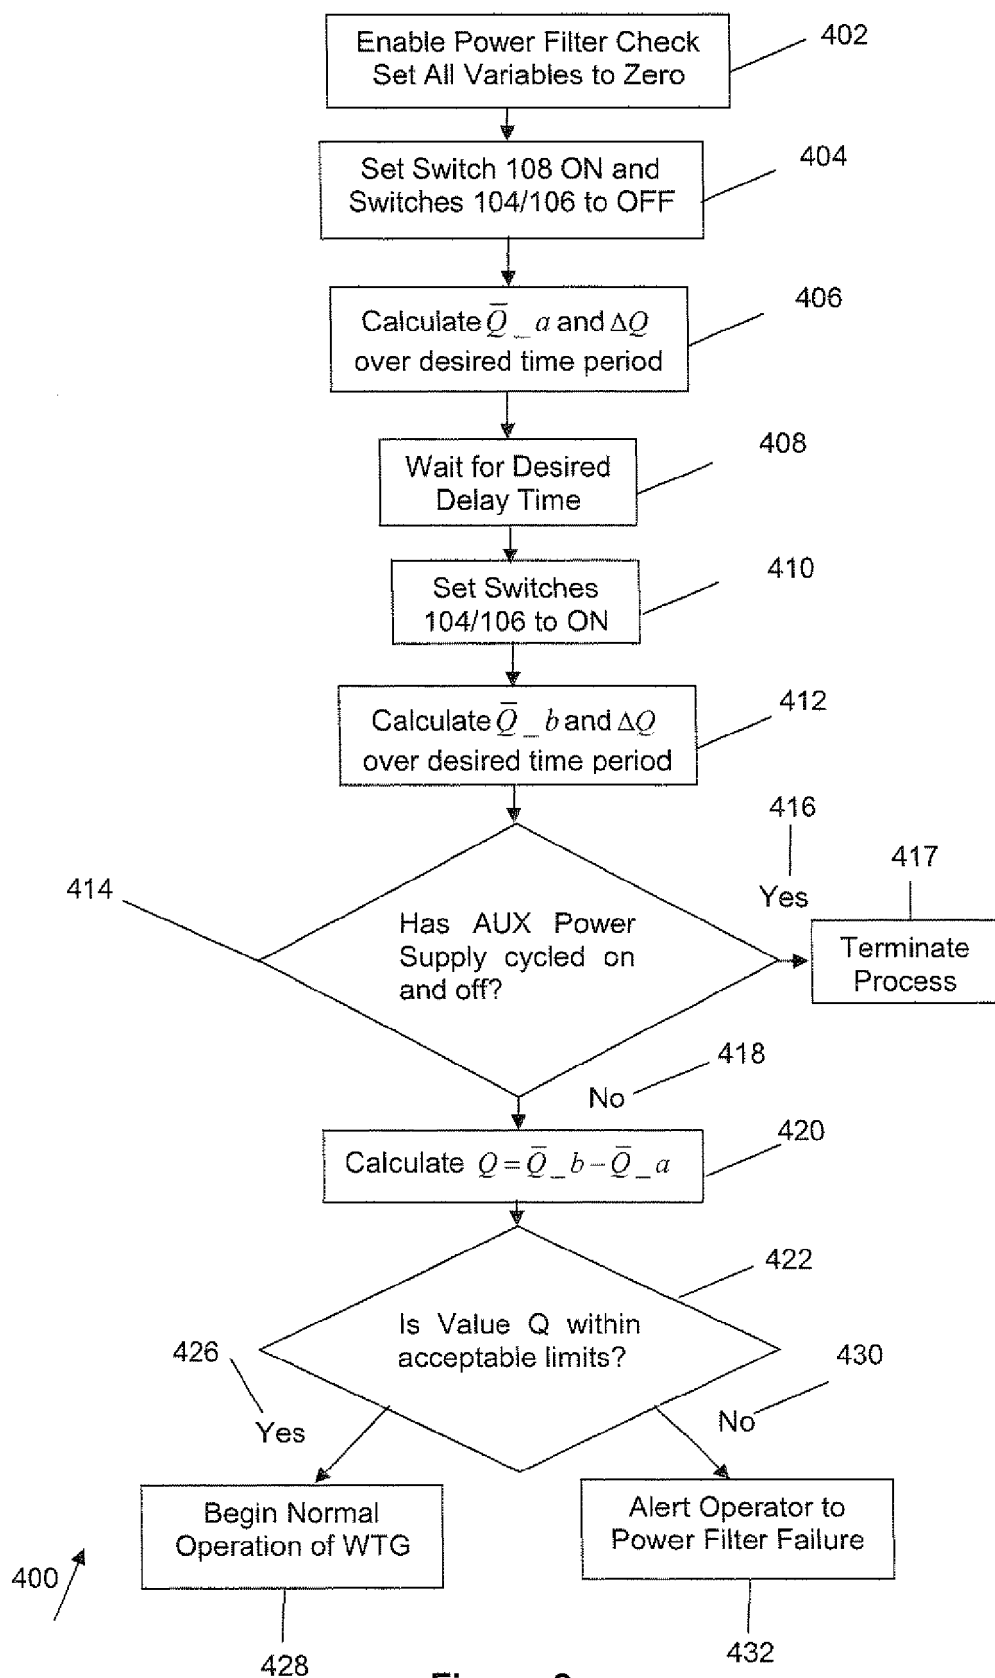 Enable Power Filter Check
Set All Variables to Zero
402
Set Switch 108 ON and
Switches 104/106 to OFF
404
Calculate Q̅_a and ΔQ
over desired time period
406
Wait for Desired
Delay Time
408
Set Switches
104/106 to ON
410
Calculate Q̅_b and ΔQ
over desired time period
412
414
Has AUX Power
Supply cycled on
and off?
416
Yes
417
Terminate
Process
418
No
Calculate Q = Q̅_b − Q̅_a
420
422
Is Value Q within
acceptable limits?
426
Yes
430
No
Begin Normal
Operation of WTG
428
Alert Operator to
Power Filter Failure
432
400